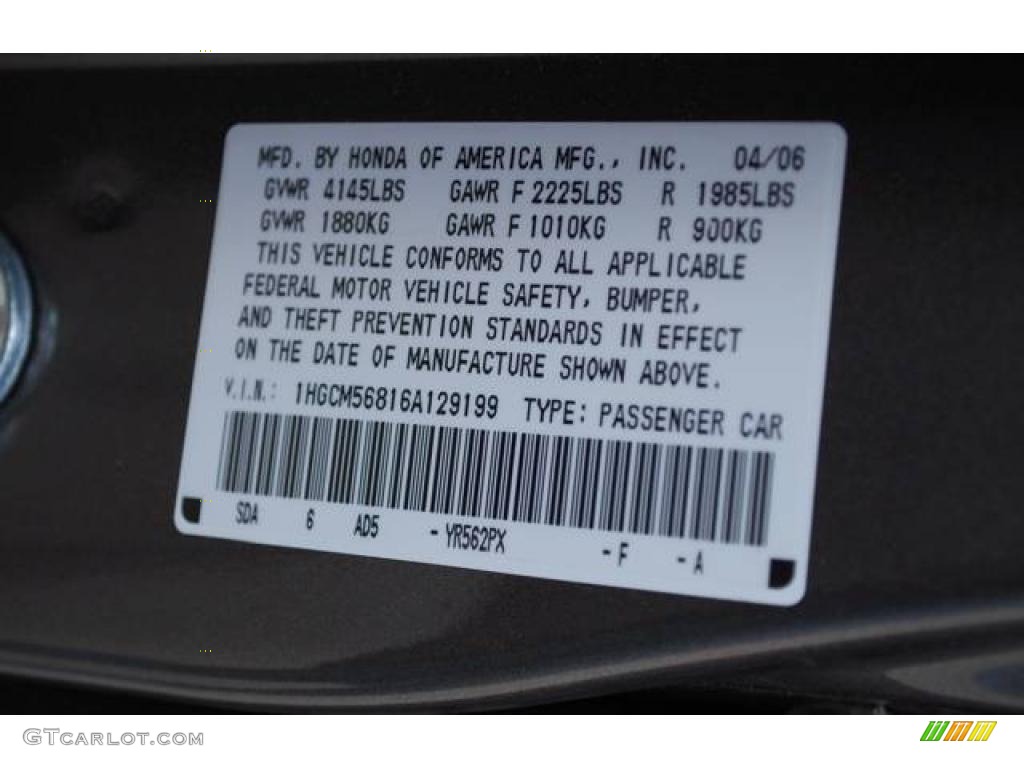 MFD. BY HONDA OF AMERICA MFG., INC. 04/06
GVWR 4145LBS GAWR F 2225LBS R 1985LBS
GVWR 1880KG GAWR F 1010KG R 900KG
THIS VEHICLE CONFORMS TO ALL APPLICABLE
FEDERAL MOTOR VEHICLE SAFETY, BUMPER,
AND THEFT PREVENTION STANDARDS IN EFFECT
ON THE DATE OF MANUFACTURE SHOWN ABOVE.
V.I.N.: 1HGCM56816A129199 TYPE: PASSENGER CAR
SDA 6 AD5 - YR562PX - F - A
GTCARLOT.COM